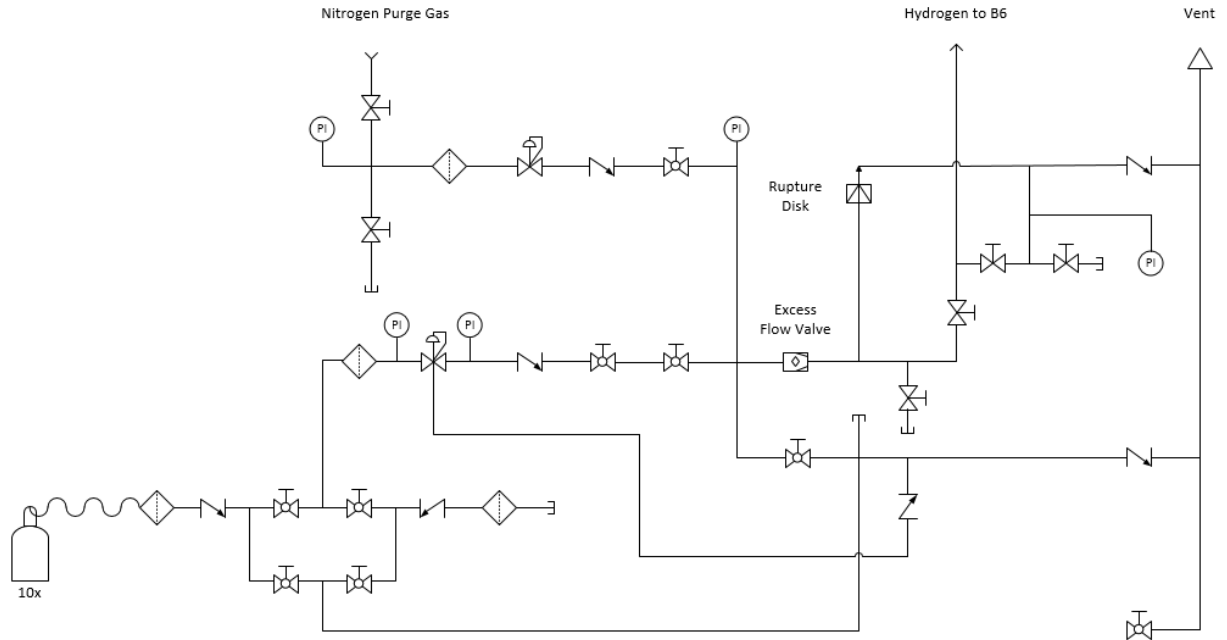 Nitrogen Purge Gas
Hydrogen to B6
Vent
PI
PI
Rupture
Disk
PI
Excess
Flow Valve
PI
PI
10x